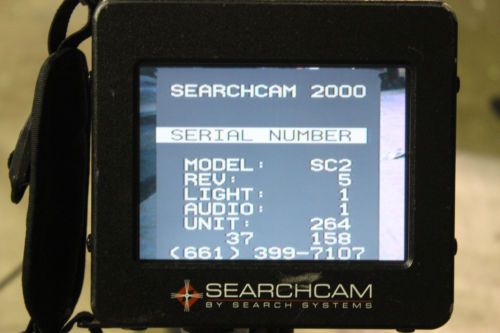 SEARCHCAM 2000
SERIAL NUMBER
MODEL: SC2
REV: 5
LIGHT: 1
AUDIO: 1
UNIT: 264
37 158
(661) 399-7107
SEARCHCAM
BY SEARCH SYSTEMS